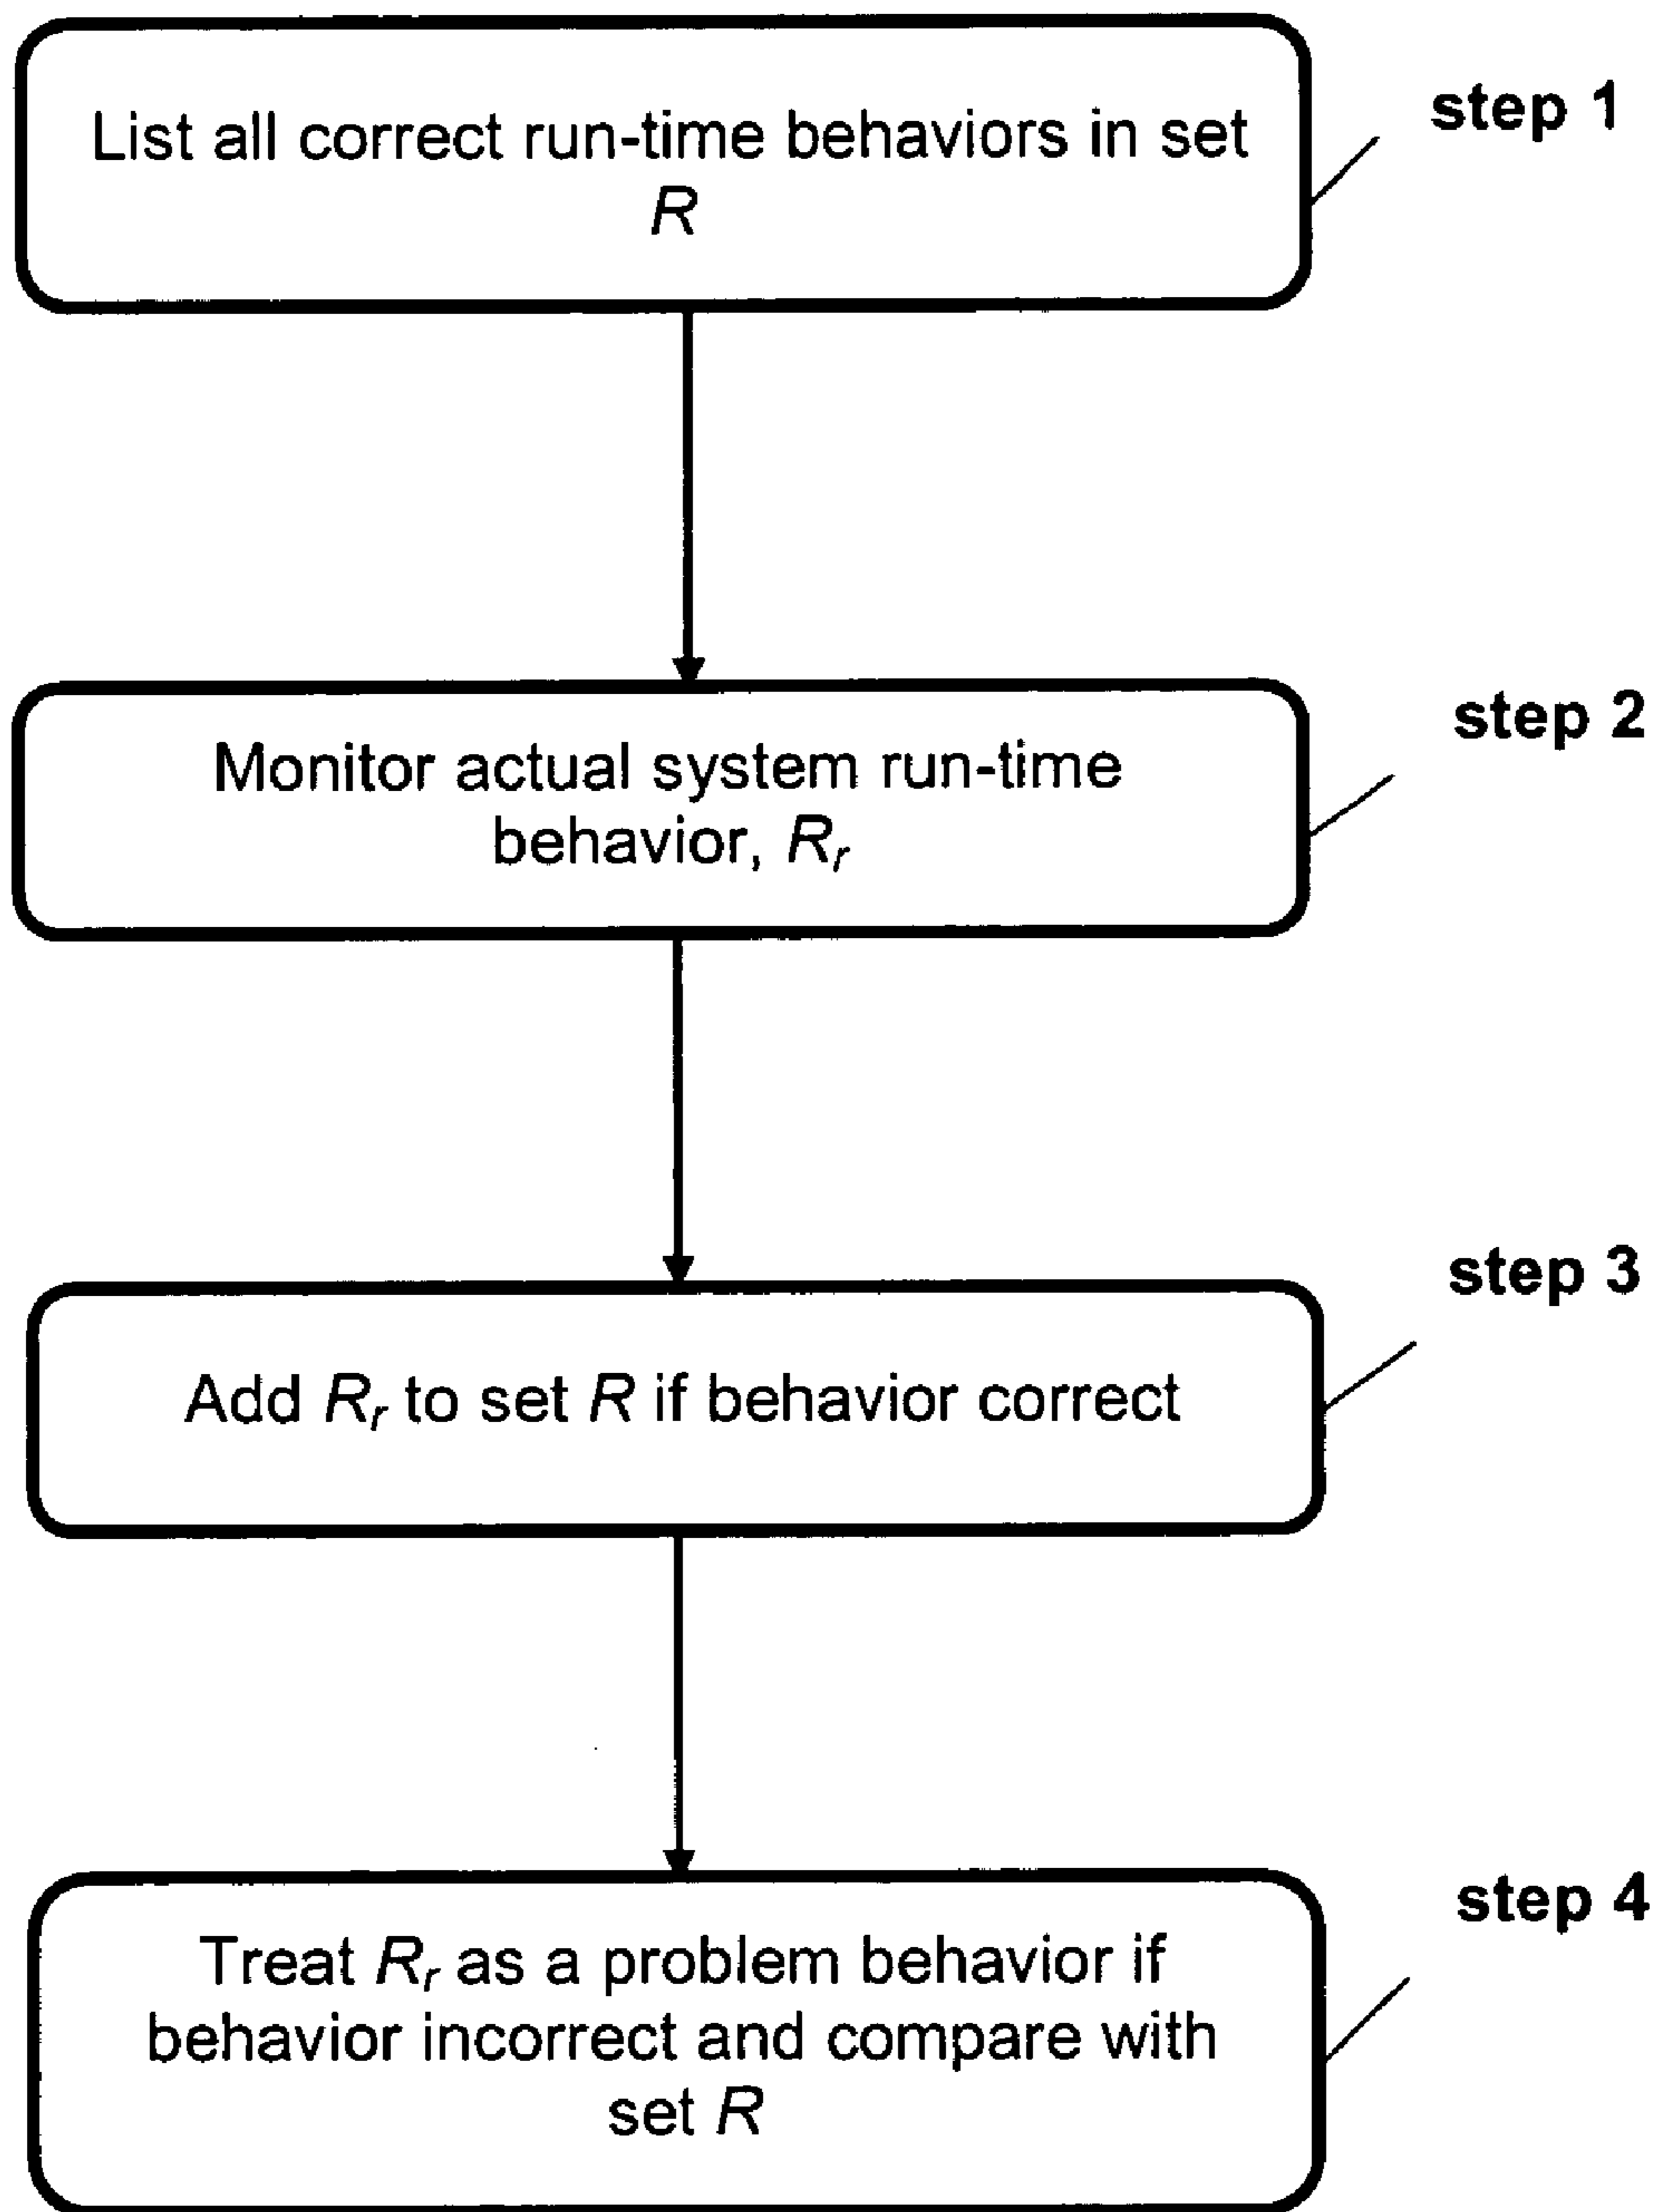 List all correct run-time behaviors in set
R
step 1
Monitor actual system run-time
behavior, Rr
step 2
Add Rr to set R if behavior correct
step 3
Treat Rr as a problem behavior if
behavior incorrect and compare with
set R
step 4